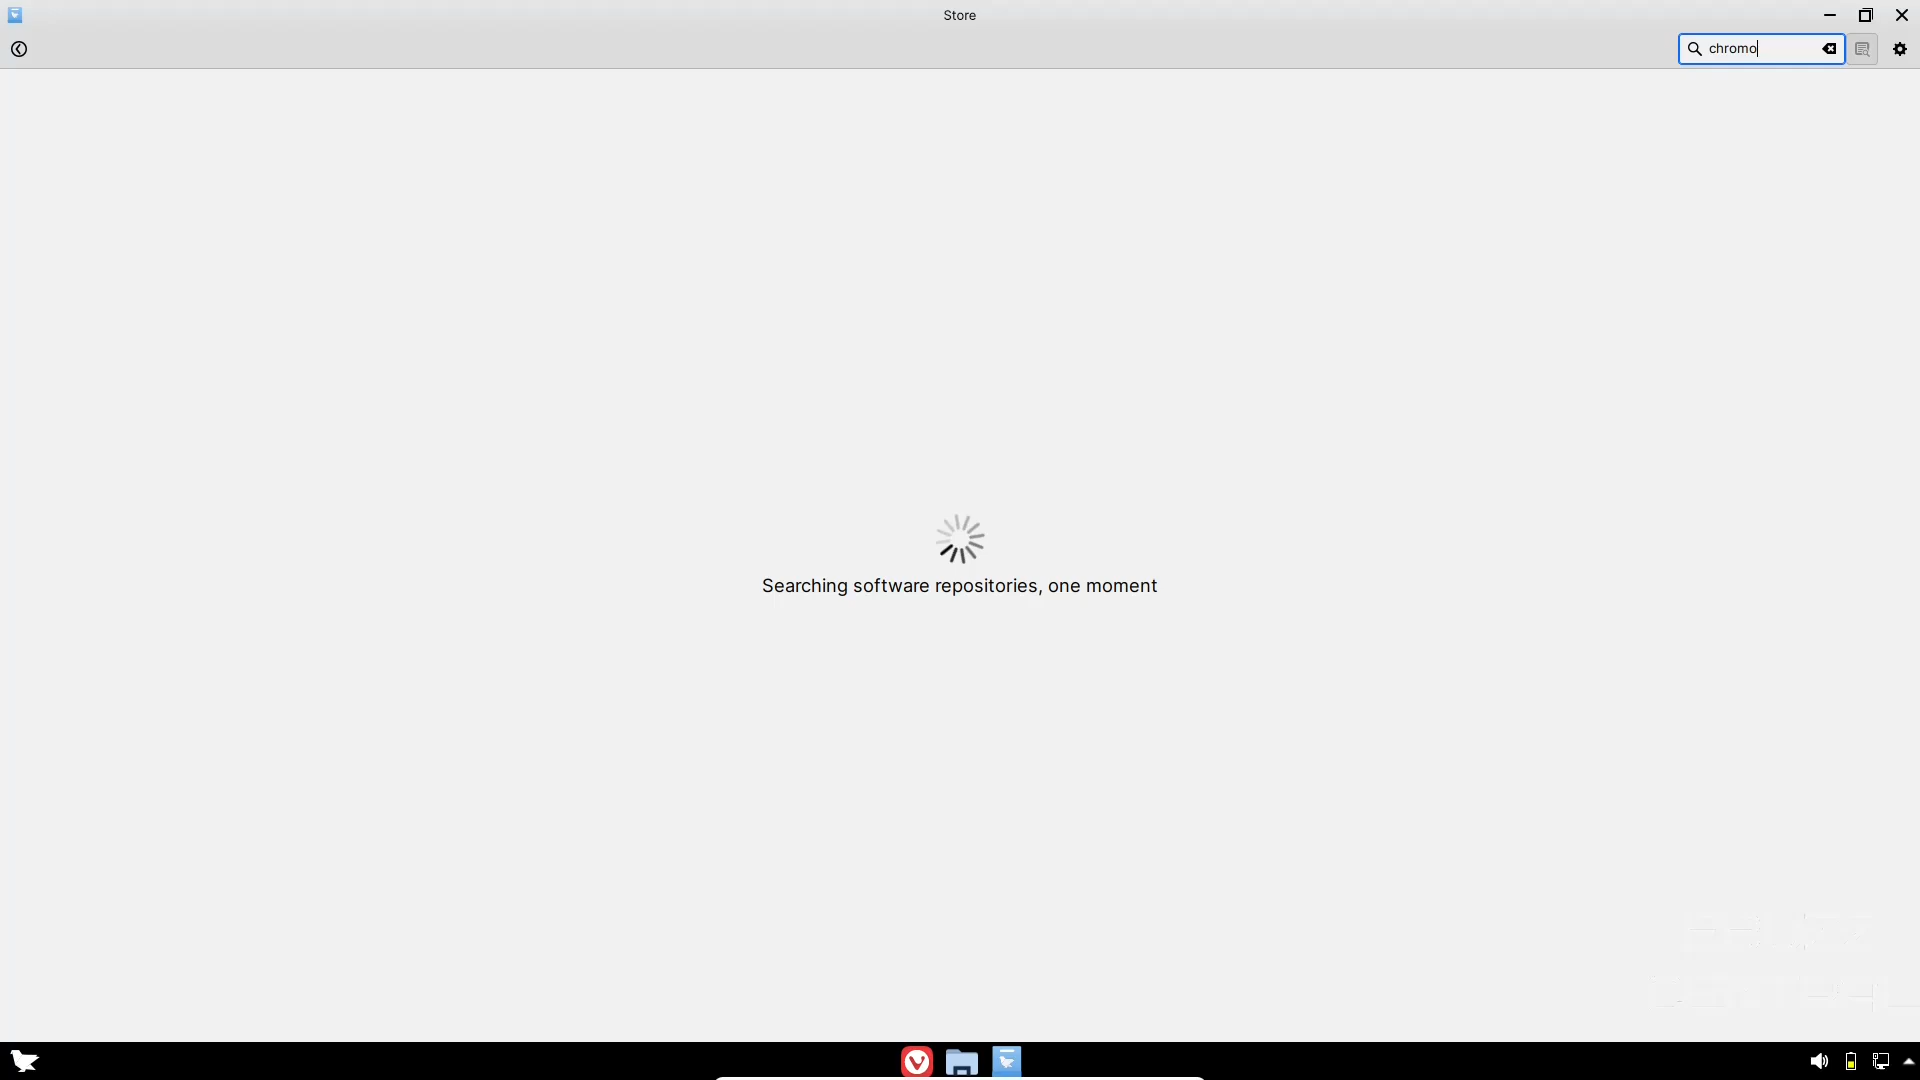 Store
chromo
Searching software repositories, one moment